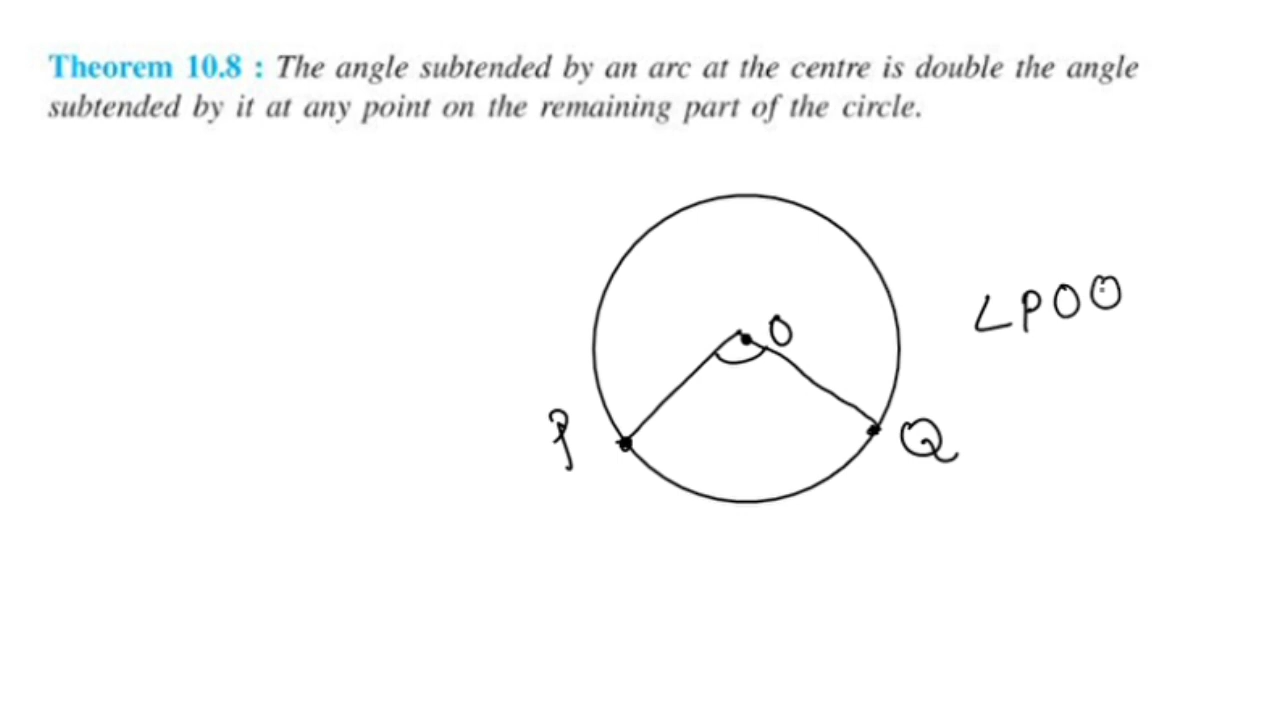 Theorem 10.8 : The angle subtended by an arc at the centre is double the angle
subtended by it at any point on the remaining part of the circle.
O
∠POO
P
Q